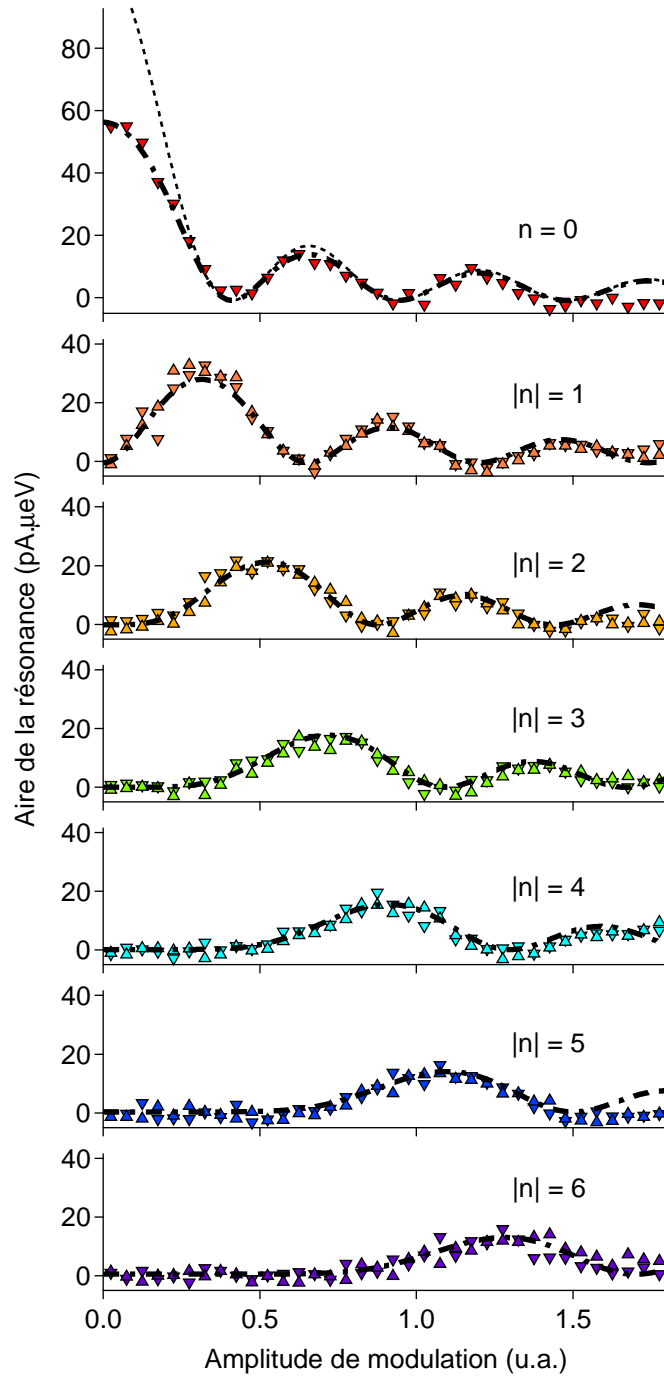 80
60
40
20
0
n = 0
40
20
0
|n| = 1
40
20
0
|n| = 2
40
20
0
|n| = 3
40
20
0
|n| = 4
40
20
0
|n| = 5
40
20
0
|n| = 6
0.0 0.5 1.0 1.5
Amplitude de modulation (u.a.)
Aire de la résonance (pA.µeV)